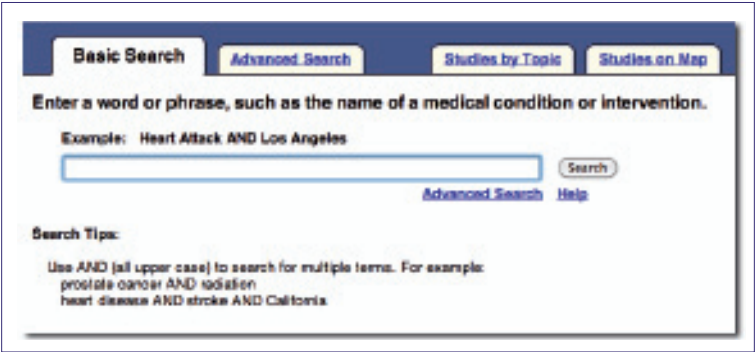 Basic Search Advanced Search Studies by Topic Studies on Map
Enter a word or phrase, such as the name of a medical condition or intervention.
Example: Heart Attack AND Los Angeles
Search
Advanced Search Help
Search Tips:
Use AND (all upper case) to search for multiple terms. For example:
prostate cancer AND radiation
heart disease AND stroke AND California